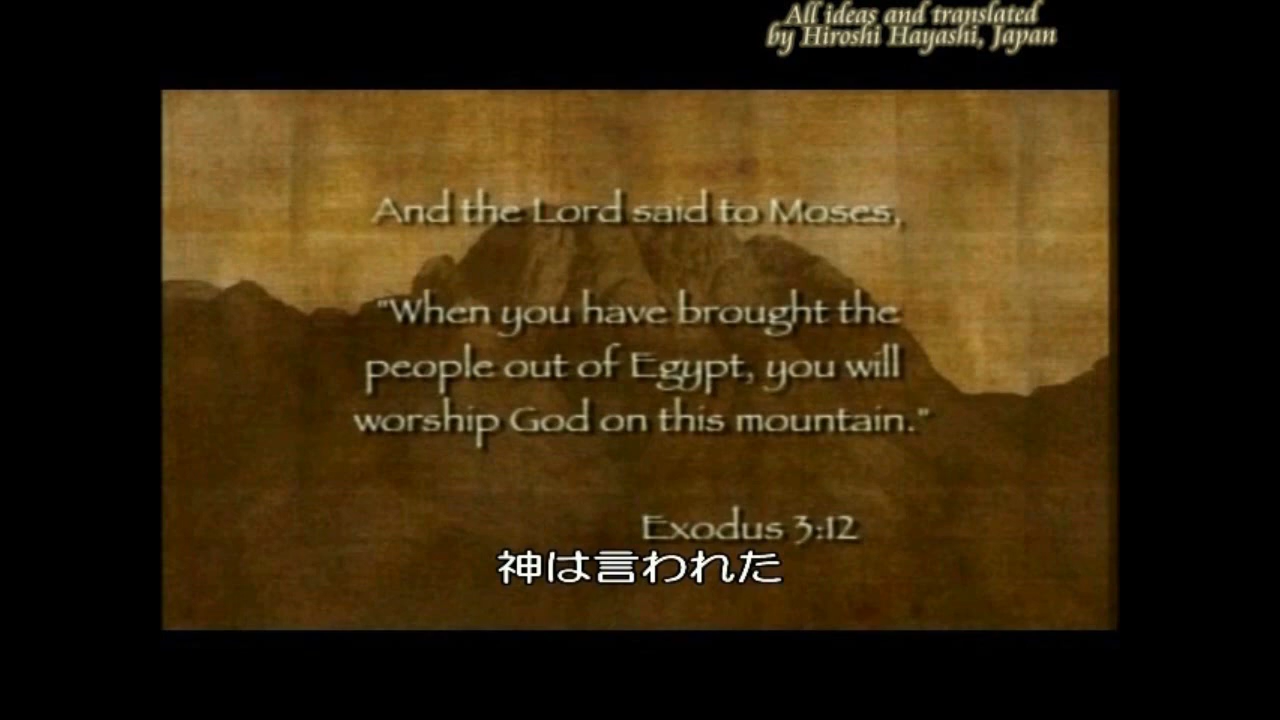 All ideas and translated
by Hiroshi Hayashi, Japan
And the Lord said to Moses,
"When you have brought the
people out of Egypt, you will
worship God on this mountain."
Exodus 3:12
神は言われた